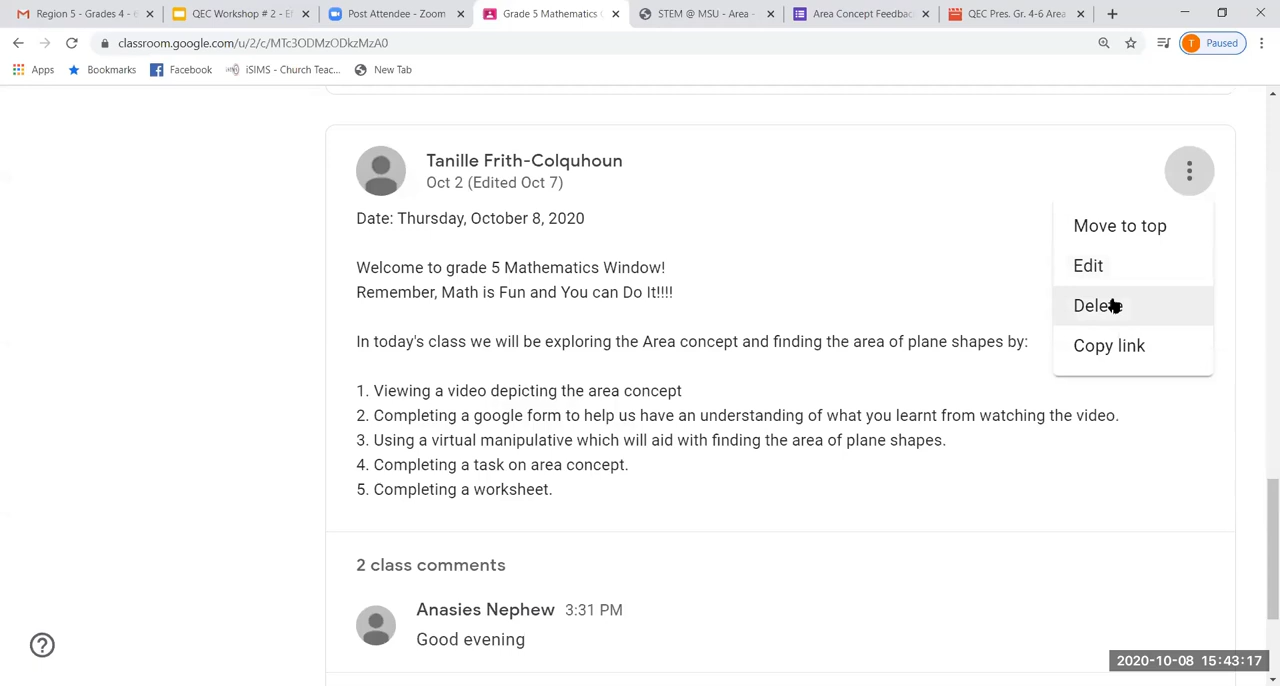 Region 5 - Grades 4 - 6
QEC Workshop # 2 - Ef
Post Attendee - Zoom
Grade 5 Mathematics
STEM @ MSU - Area -
Area Concept Feedbac
QEC Pres. Gr. 4-6 Area
classroom.google.com/u/2/c/MTc3ODMzODkzMzA0
T
Paused
Apps
Bookmarks
Facebook
iSIMS - Church Teac...
New Tab
Tanille Frith-Colquhoun
Oct 2 (Edited Oct 7)
Date: Thursday, October 8, 2020
Welcome to grade 5 Mathematics Window!
Remember, Math is Fun and You can Do It!!!!
In today's class we will be exploring the Area concept and finding the area of plane shapes by:
1. Viewing a video depicting the area concept
2. Completing a google form to help us have an understanding of what you learnt from watching the video.
3. Using a virtual manipulative which will aid with finding the area of plane shapes.
4. Completing a task on area concept.
5. Completing a worksheet.
Move to top
Edit
Delete
Copy link
2 class comments
Anasies Nephew 3:31 PM
Good evening
2020-10-08 15:43:17